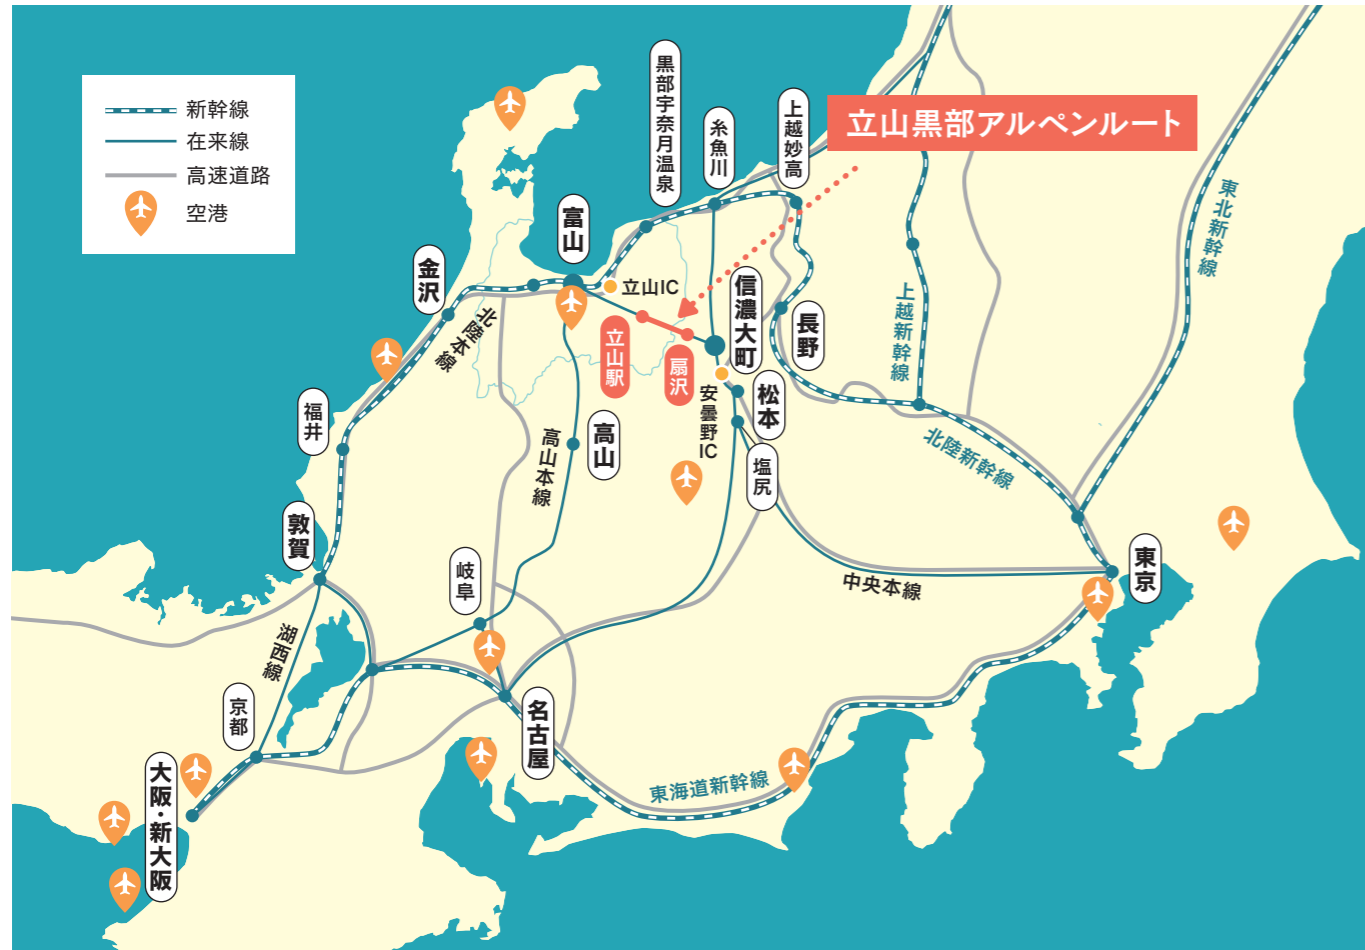 新幹線
在来線
高速道路
空港
立山黒部アルペンルート
黒部宇奈月温泉
糸魚川
上越妙高
富山
金沢
北陸本線
立山IC
立山駅
扇沢
信濃大町
長野
上越新幹線
東北新幹線
福井
高山本線
高山
安曇野IC
松本
塩尻
北陸新幹線
敦賀
岐阜
中央本線
東京
湖西線
京都
名古屋
大阪・新大阪
東海道新幹線